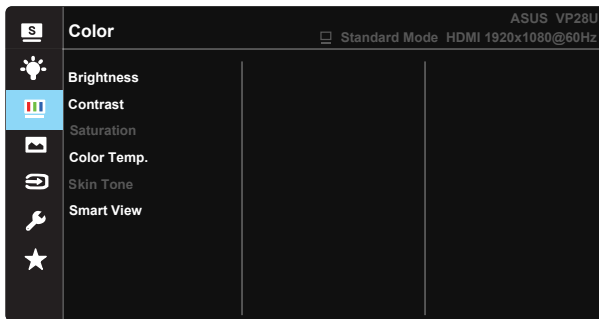 S
Color
ASUS VP28U
Standard Mode HDMI 1920x1080@60Hz
Brightness
Contrast
Saturation
Color Temp.
Skin Tone
Smart View